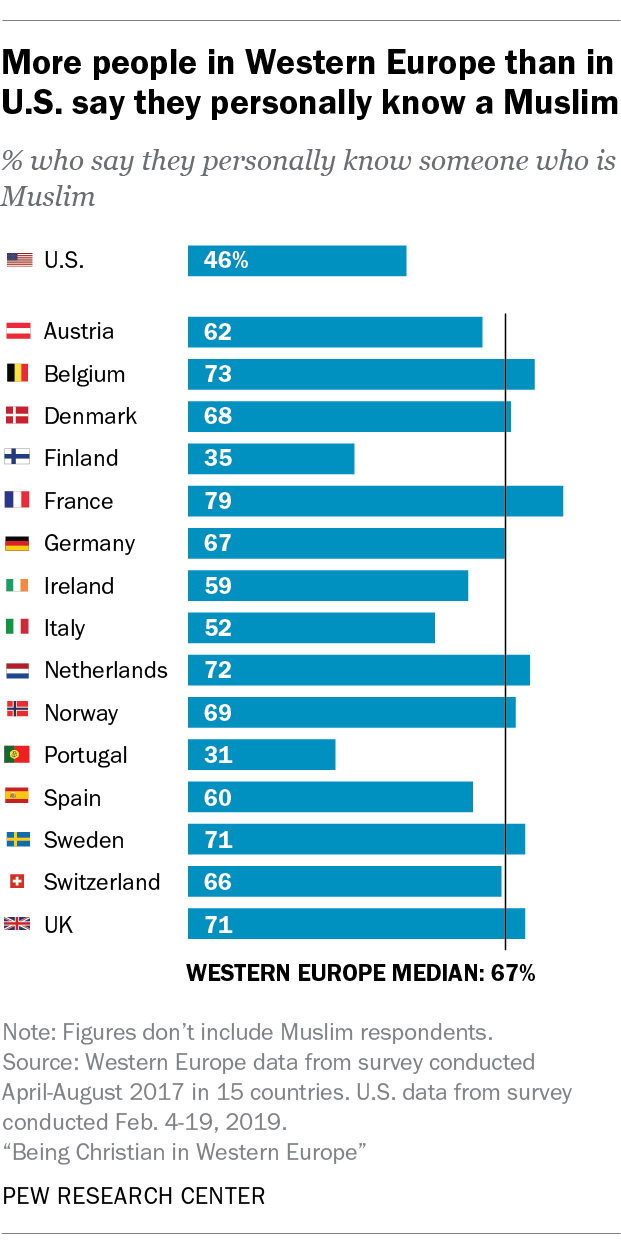 More people in Western Europe than in
U.S. say they personally know a Muslim
% who say they personally know someone who is
Muslim
U.S. 46%
Austria 62
Belgium 73
Denmark 68
Finland 35
France 79
Germany 67
Ireland 59
Italy 52
Netherlands 72
Norway 69
Portugal 31
Spain 60
Sweden 71
Switzerland 66
UK 71
WESTERN EUROPE MEDIAN: 67%
Note: Figures don’t include Muslim respondents.
Source: Western Europe data from survey conducted
April-August 2017 in 15 countries. U.S. data from survey
conducted Feb. 4-19, 2019.
“Being Christian in Western Europe”
PEW RESEARCH CENTER